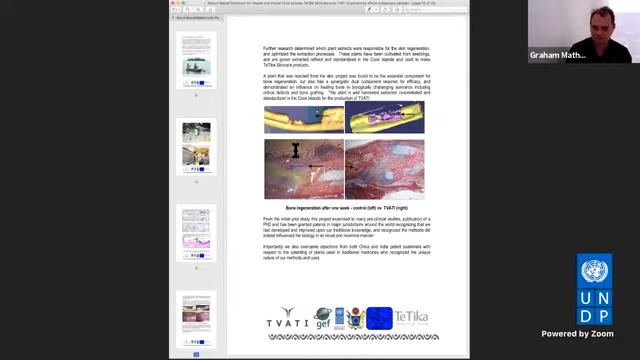 Further research determined which plant extracts were responsible for the skin regeneration,
and optimized the extraction processes. These plants have been cultivated from seedlings,
and are grown extracted refined and standardized in the Cook Islands and used to make
TeTika Skincare products.
A plant that was rejected from the skin project was found to be the essential component for
bone regeneration, but also has a synergistic dual component required for efficacy, and
demonstrated an influence on healing bone in biologically challenging scenarios including
critical defects and bone grafting. This plant is wild harvested extracted concentrated and
standardized in the Cook Islands for the production of TVATI.
Bone regeneration after one week - control (left) vs TVATI (right)
From the initial pilot study this project expanded to many pre-clinical studies, publication of a
PhD and has been granted patents in major jurisdictions around the world recognizing that we
had developed and improved upon our traditional knowledge, and recognized the methods did
indeed influenced the biology in an novel and inventive manner.
Importantly we also overcame objections from both China and India patent examiners with
respect to the patenting of plants used in traditional medicines who recognized the unique
nature of our methods and uses.
TVATI
gef
TeTika
Graham Math...
U N
D P
Powered by Zoom